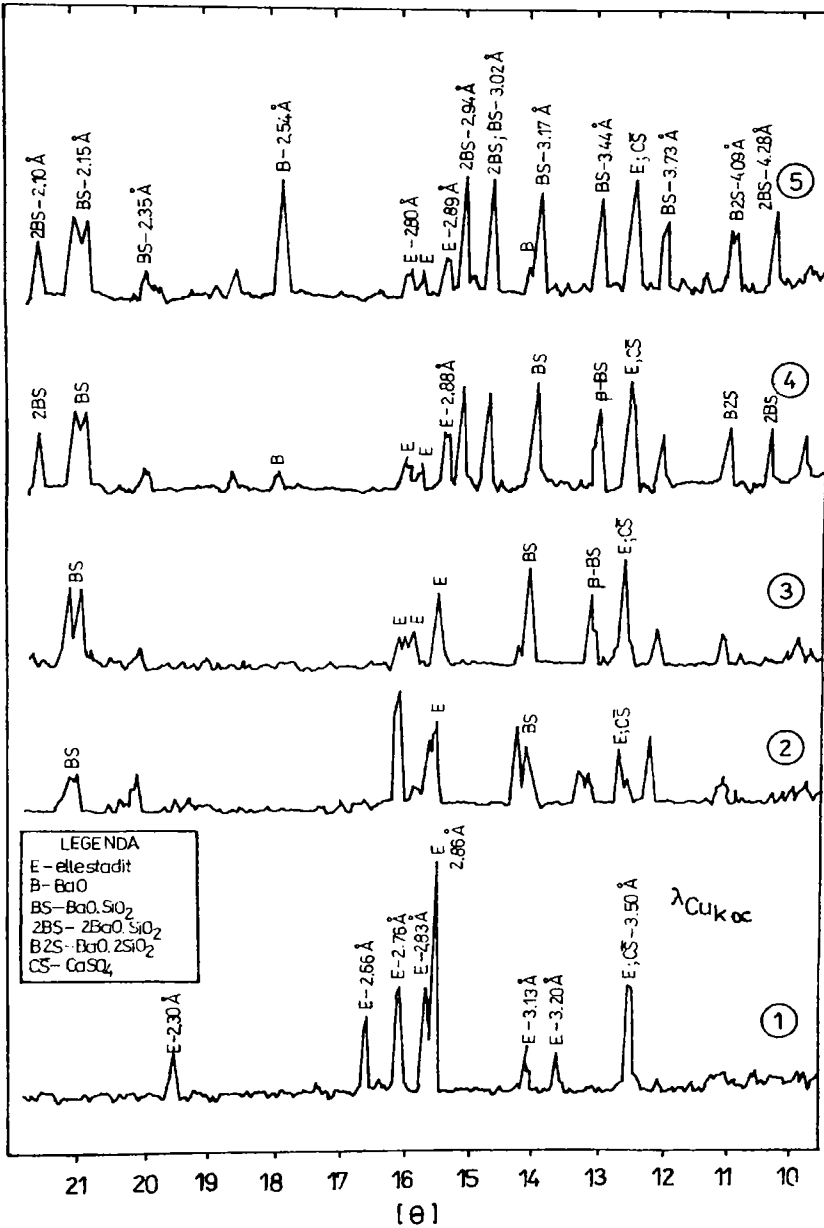 2BS-2.10 Å
BS-2.15 Å
BS-2.35 Å
B-2.54 Å
E-2.80 Å
E
E-2.89 Å
2BS-2.94 Å
2BS; BS-3.02 Å
B
BS-3.17 Å
BS-3.44 Å
E; CS̄
BS-3.73 Å
B2S-4.09 Å
2BS-4.28 Å
5
2BS
BS
B
E
E
E-2.88 Å
BS
β-BS
E; CS̄
B2S
2BS
4
BS
E
E
E
BS
β-BS
E; CS̄
3
BS
E
BS
E; CS̄
2
LEGENDA
E-ellestadit
B-BaO
BS-BaO.SiO₂
2BS-2BaO.SiO₂
B2S-BaO.2SiO₂
CS̄-CaSO₄
E-2.30 Å
E-2.66 Å
E-2.76 Å
E-2.83 Å
E 2.86 Å
E-3.13 Å
E-3.20 Å
E; CS̄-3.50 Å
λCuKα
1
21 20 19 18 17 16 15 14 13 12 11 10
[θ]